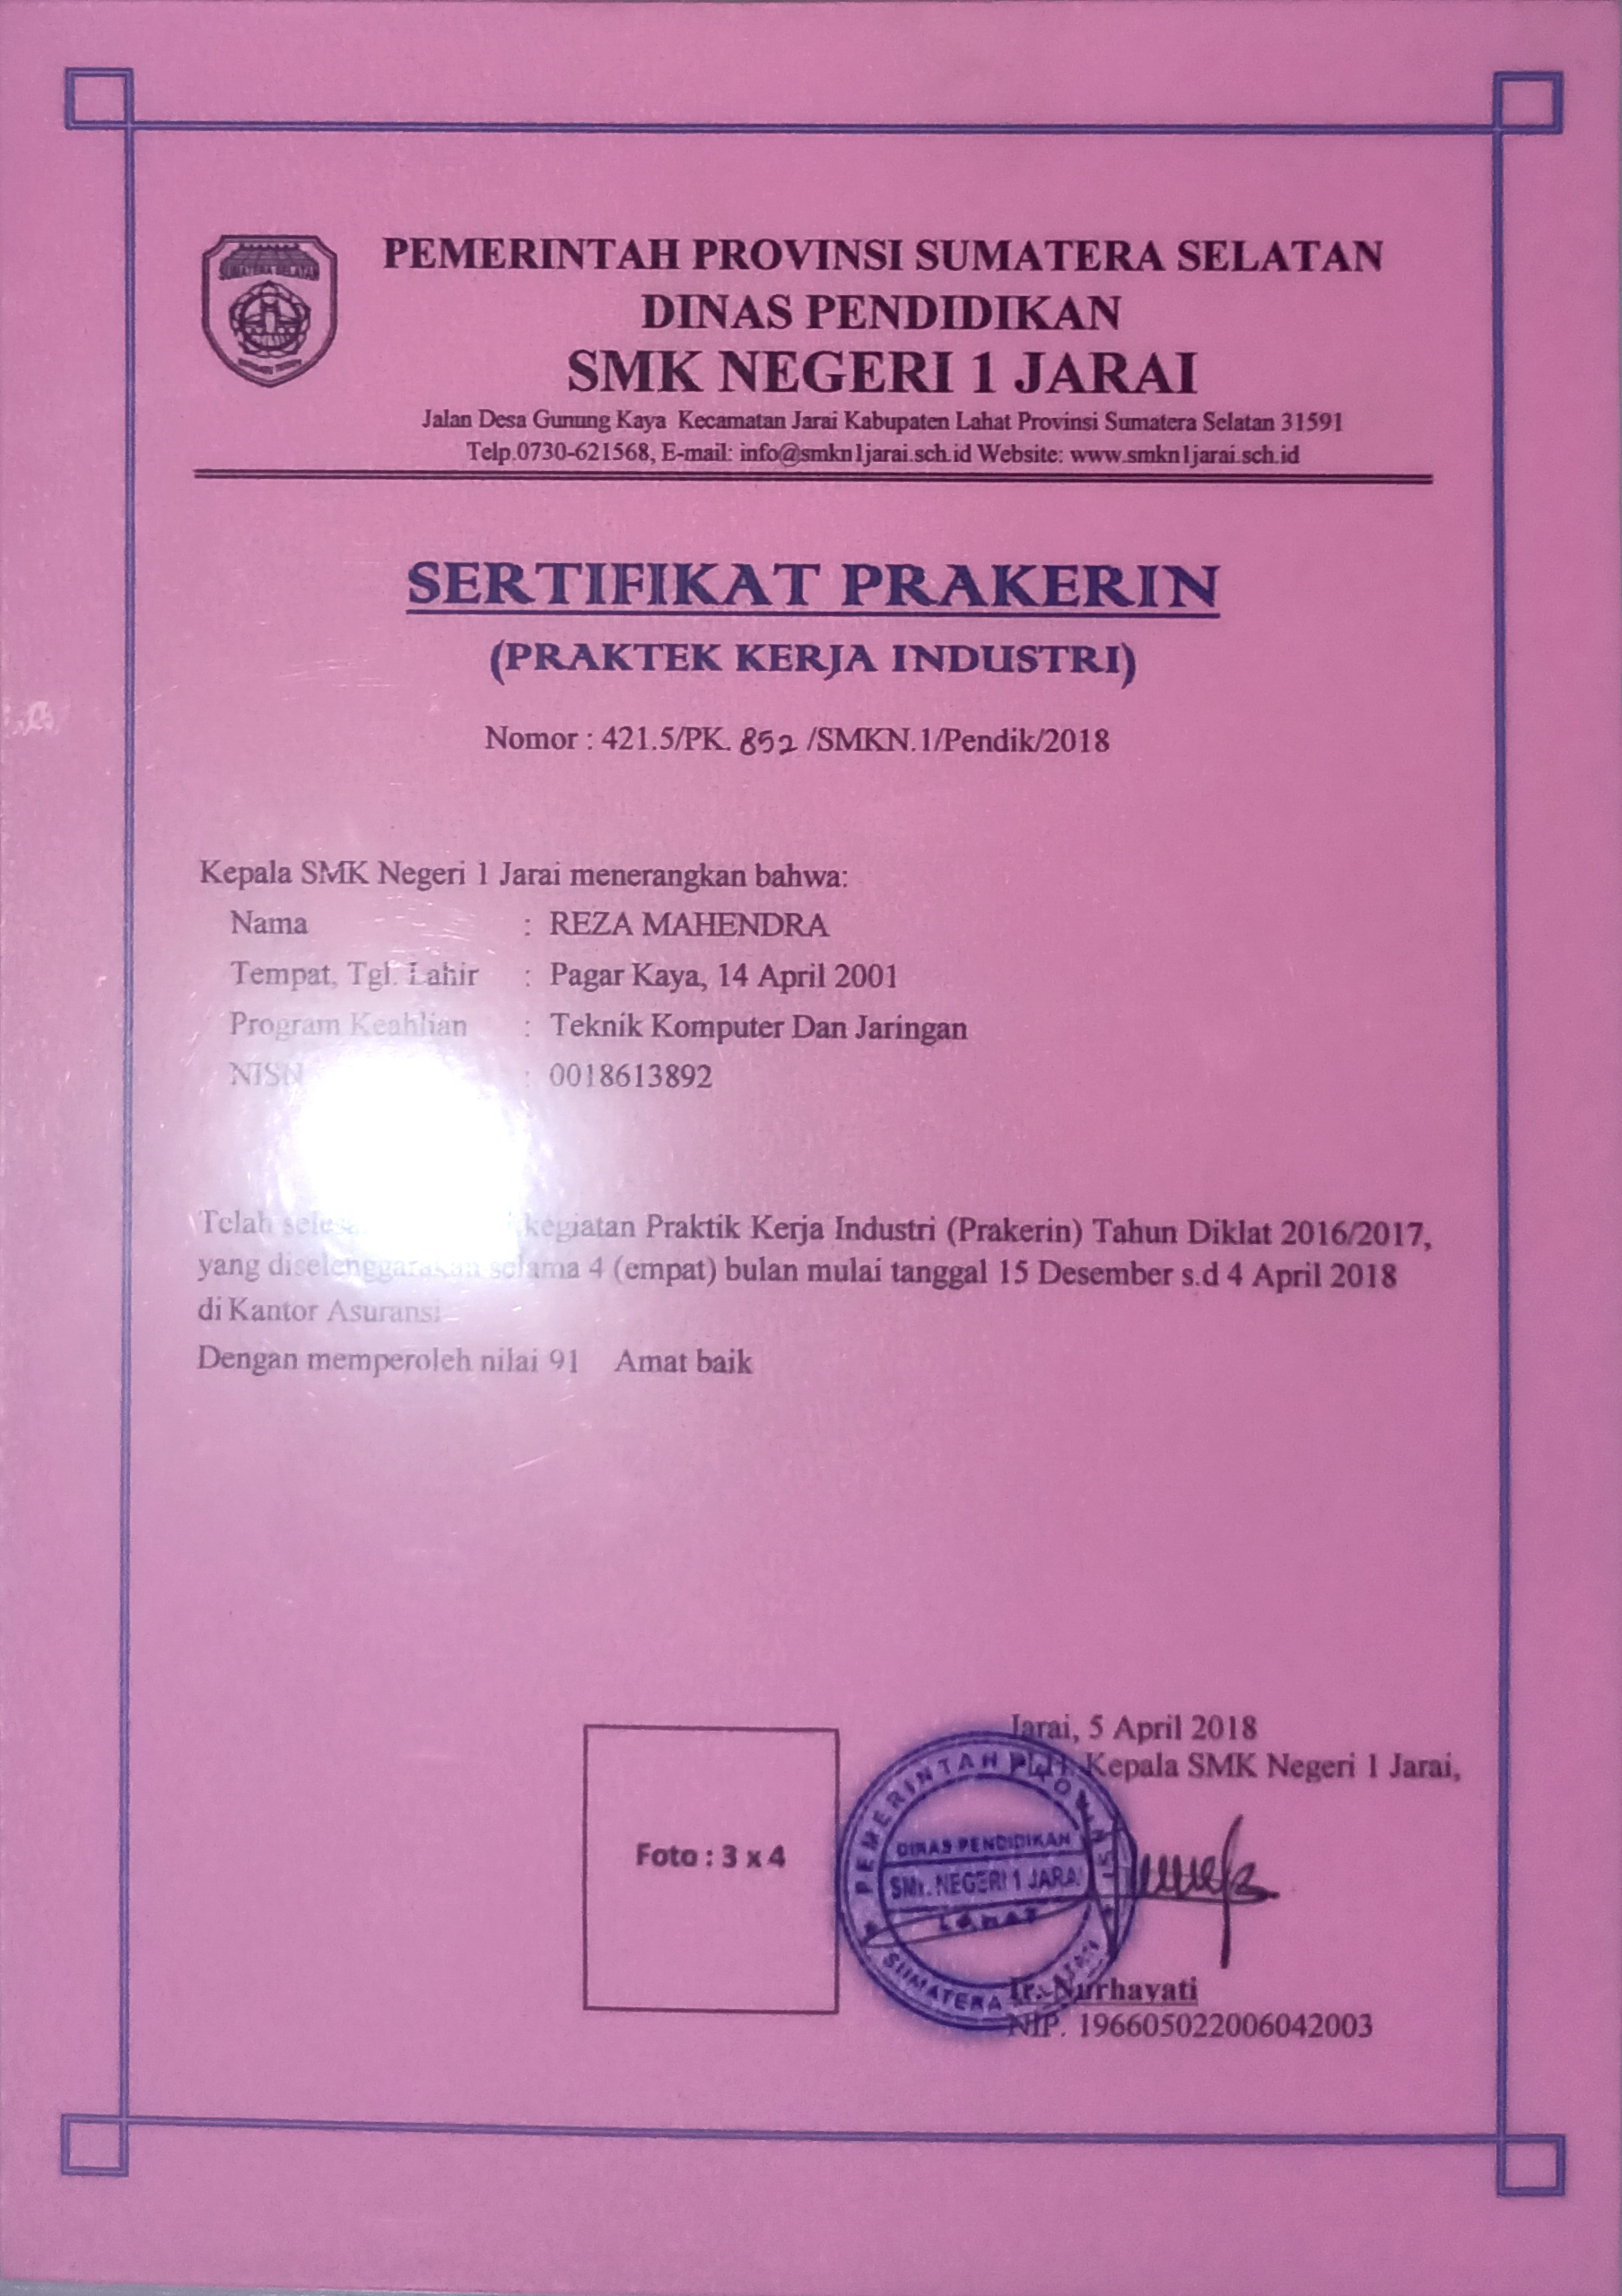 SUMATERA SELATAN
PEMERINTAH PROVINSI SUMATERA SELATAN
DINAS PENDIDIKAN
SMK NEGERI 1 JARAI
Jalan Desa Gunung Kaya Kecamatan Jarai Kabupaten Lahat Provinsi Sumatera Selatan 31591
Telp.0730-621568, E-mail: info@smkn1jarai.sch.id Website: www.smkn1jarai.sch.id
SERTIFIKAT PRAKERIN
(PRAKTEK KERJA INDUSTRI)
Nomor : 421.5/PK. 852 /SMKN.1/Pendik/2018
Kepala SMK Negeri 1 Jarai menerangkan bahwa:
Nama : REZA MAHENDRA
Tempat, Tgl. Lahir : Pagar Kaya, 14 April 2001
Program Keahlian : Teknik Komputer Dan Jaringan
NISN : 0018613892
Telah kegiatan Praktik Kerja Industri (Prakerin) Tahun Diklat 2016/2017,
yang diselenggarakan selama 4 (empat) bulan mulai tanggal 15 Desember s.d 4 April 2018
di Kantor Asuransi
Dengan memperoleh nilai 91 Amat baik
Jarai, 5 April 2018
Kepala SMK Negeri 1 Jarai,
Foto : 3 x 4
PEMERINTAH PROVINSI
DINAS PENDIDIKAN
SMK NEGERI 1 JARAI
LAHAT
SUMATERA SELATAN
Ir. Nurhayati
NIP. 196605022006042003